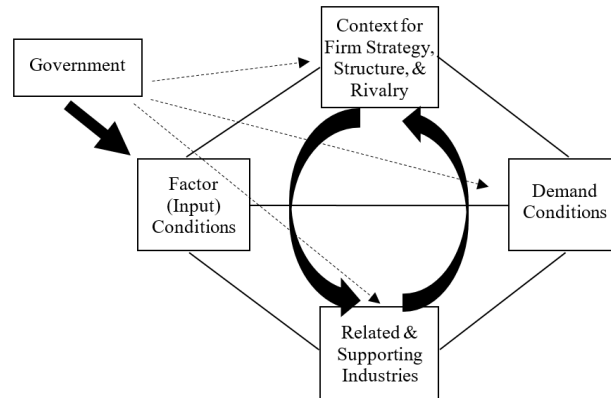 Context for
Firm Strategy,
Structure, &
Rivalry
Government
Factor
(Input)
Conditions
Demand
Conditions
Related &
Supporting
Industries